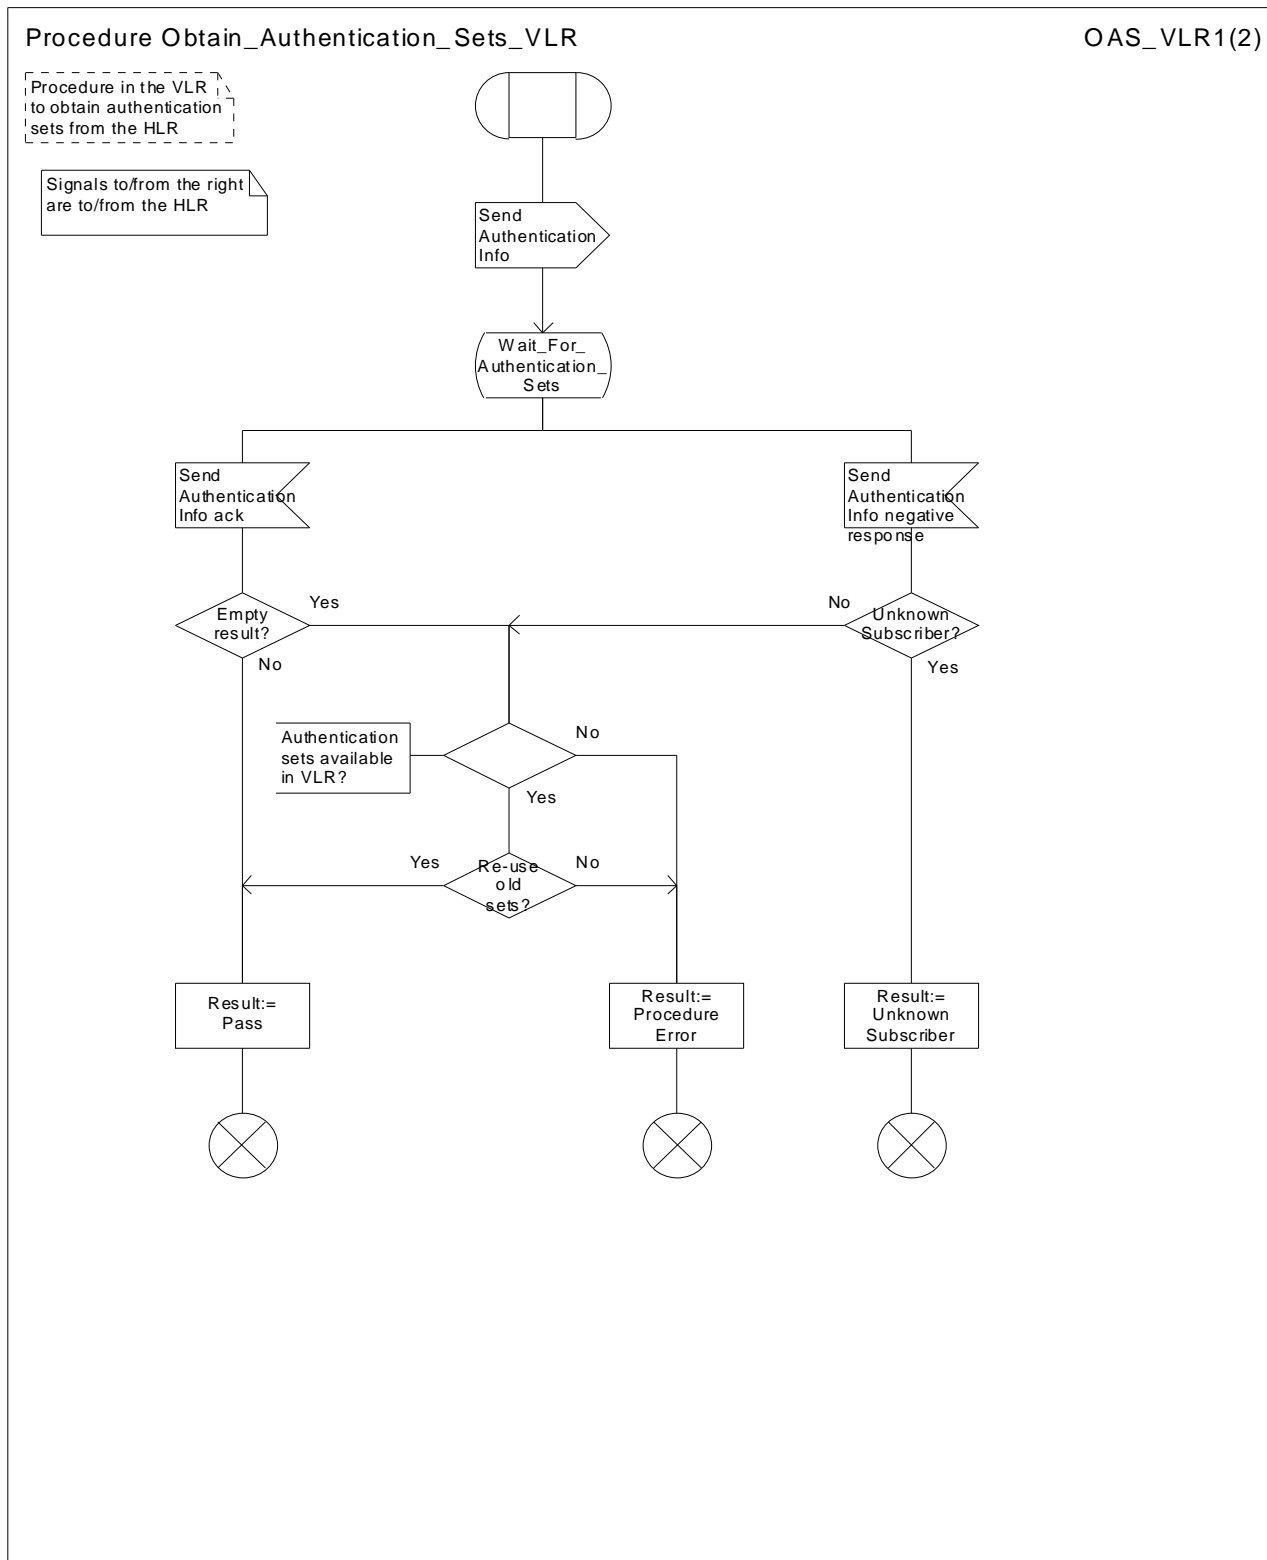 Procedure Obtain_Authentication_Sets_VLR
OAS_VLR1(2)
Procedure in the VLR
to obtain authentication
sets from the HLR
Signals to/from the right
are to/from the HLR
Send
Authentication
Info
Wait_For_
Authentication_
Sets
Send
Authentication
Info ack
Send
Authentication
Info negative
response
Empty
result?
Yes
No
No
Unknown
Subscriber?
Yes
Authentication
sets available
in VLR?
No
Yes
Yes
Re-use
old
sets?
No
Result:=
Pass
Result:=
Procedure
Error
Result:=
Unknown
Subscriber